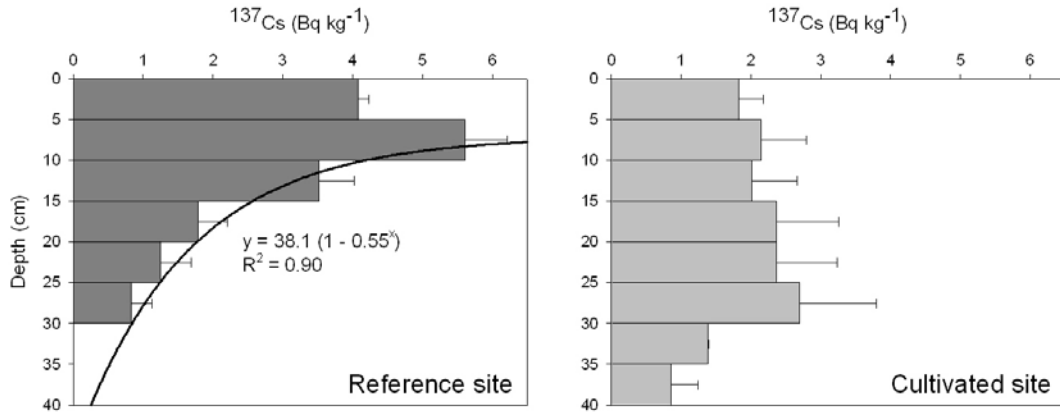 ¹³⁷Cs (Bq kg⁻¹)
0 1 2 3 4 5 6
0
5
10
15
20
25
30
35
40
Depth (cm)
y = 38.1 (1 - 0.55ˣ)
R² = 0.90
Reference site
¹³⁷Cs (Bq kg⁻¹)
0 1 2 3 4 5 6
0
5
10
15
20
25
30
35
40
Cultivated site